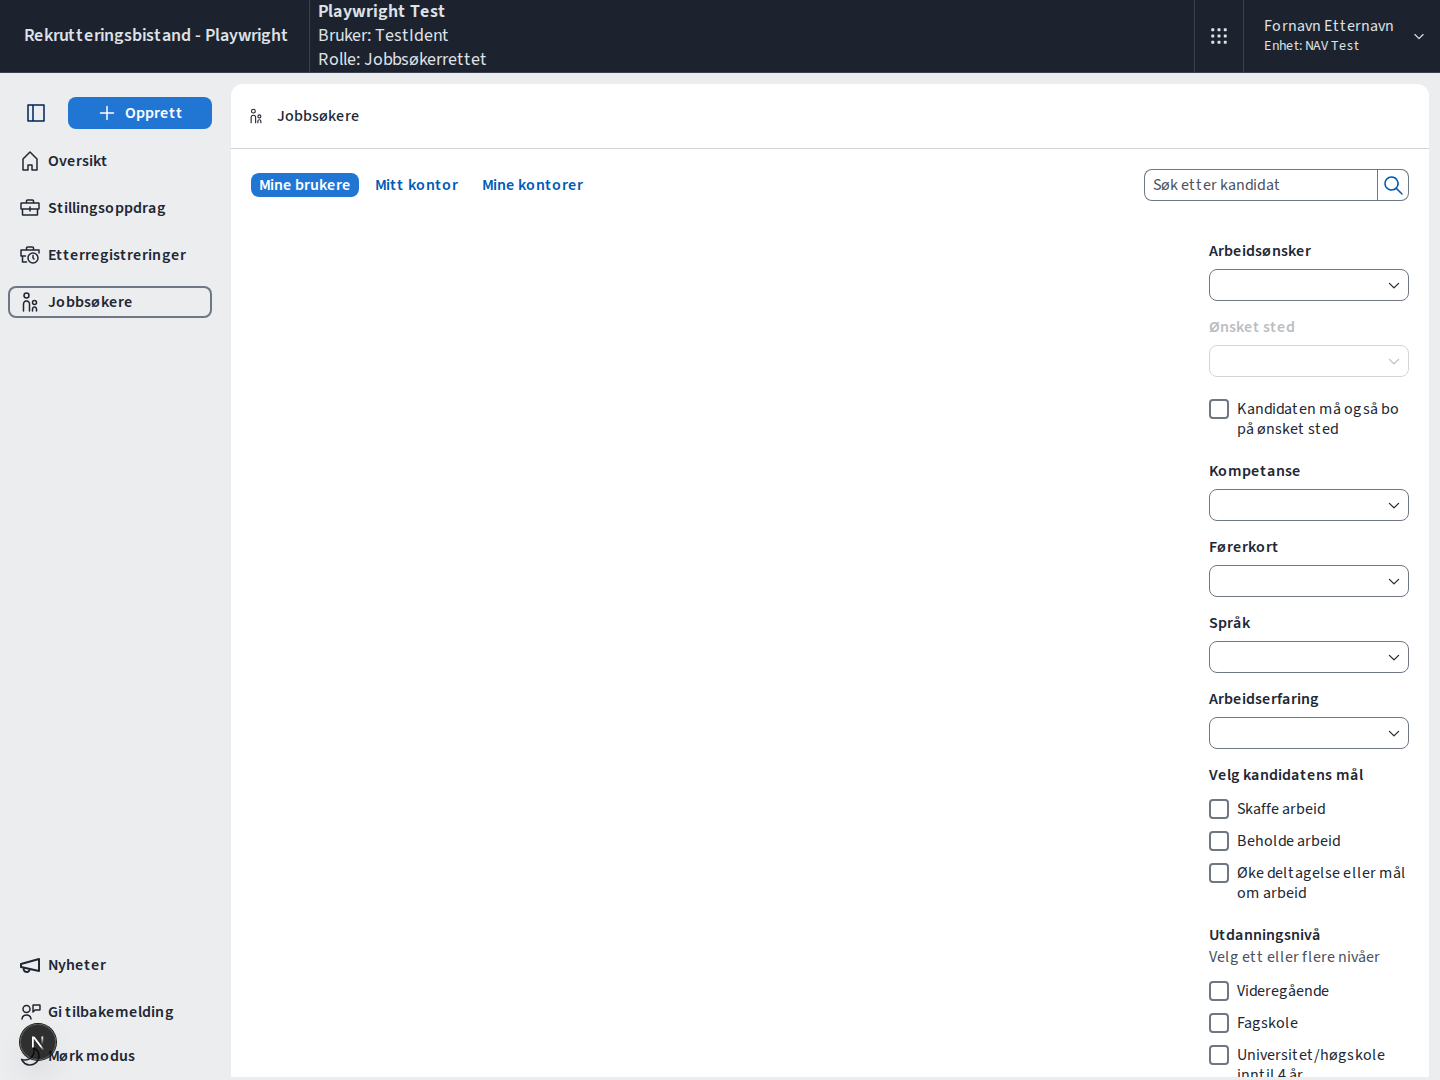 Rekrutteringsbistand - Playwright
Playwright Test
Bruker: TestIdent
Rolle: Jobbsøkerrettet
Fornavn Etternavn
Enhet: NAV Test
Opprett
Oversikt
Stillingsoppdrag
Etterregistreringer
Jobbsøkere
Nyheter
Gi tilbakemelding
N
Mørk modus
Jobbsøkere
Mine brukere
Mitt kontor
Mine kontorer
Søk etter kandidat
Arbeidsønsker
Ønsket sted
Kandidaten må også bo
på ønsket sted
Kompetanse
Førerkort
Språk
Arbeidserfaring
Velg kandidatens mål
Skaffe arbeid
Beholde arbeid
Øke deltagelse eller mål
om arbeid
Utdanningsnivå
Velg ett eller flere nivåer
Videregående
Fagskole
Universitet/høgskole
inntil 4 år